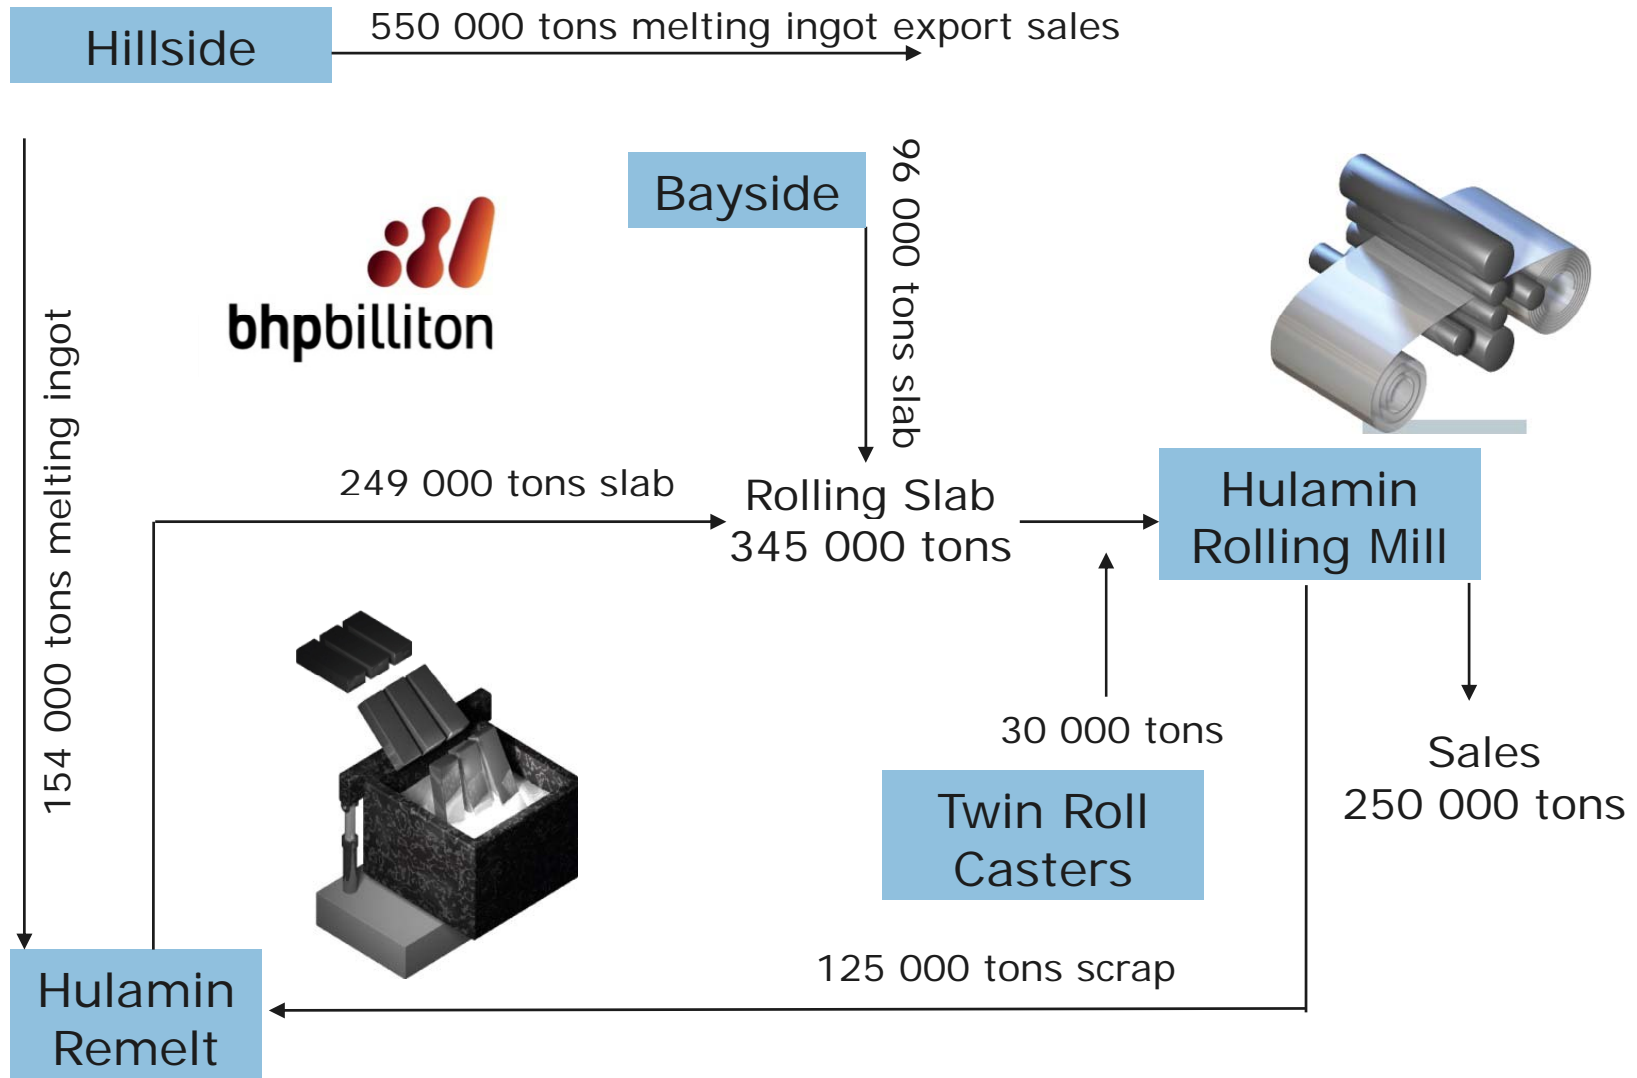 Hillside
550 000 tons melting ingot export sales
Bayside
96 000 tons slab
bhpbilliton
154 000 tons melting ingot
249 000 tons slab
Rolling Slab
345 000 tons
Hulamin
Rolling Mill
30 000 tons
Twin Roll
Casters
Sales
250 000 tons
125 000 tons scrap
Hulamin
Remelt